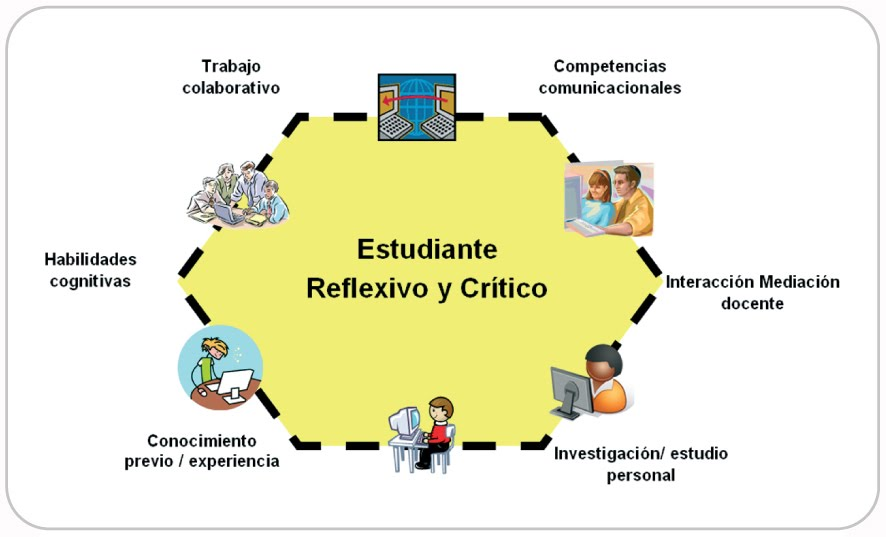 Trabajo
colaborativo
Competencias
comunicacionales
Estudiante
Reflexivo y Crítico
Habilidades
cognitivas
Interacción Mediación
docente
Conocimiento
previo / experiencia
Investigación/ estudio
personal